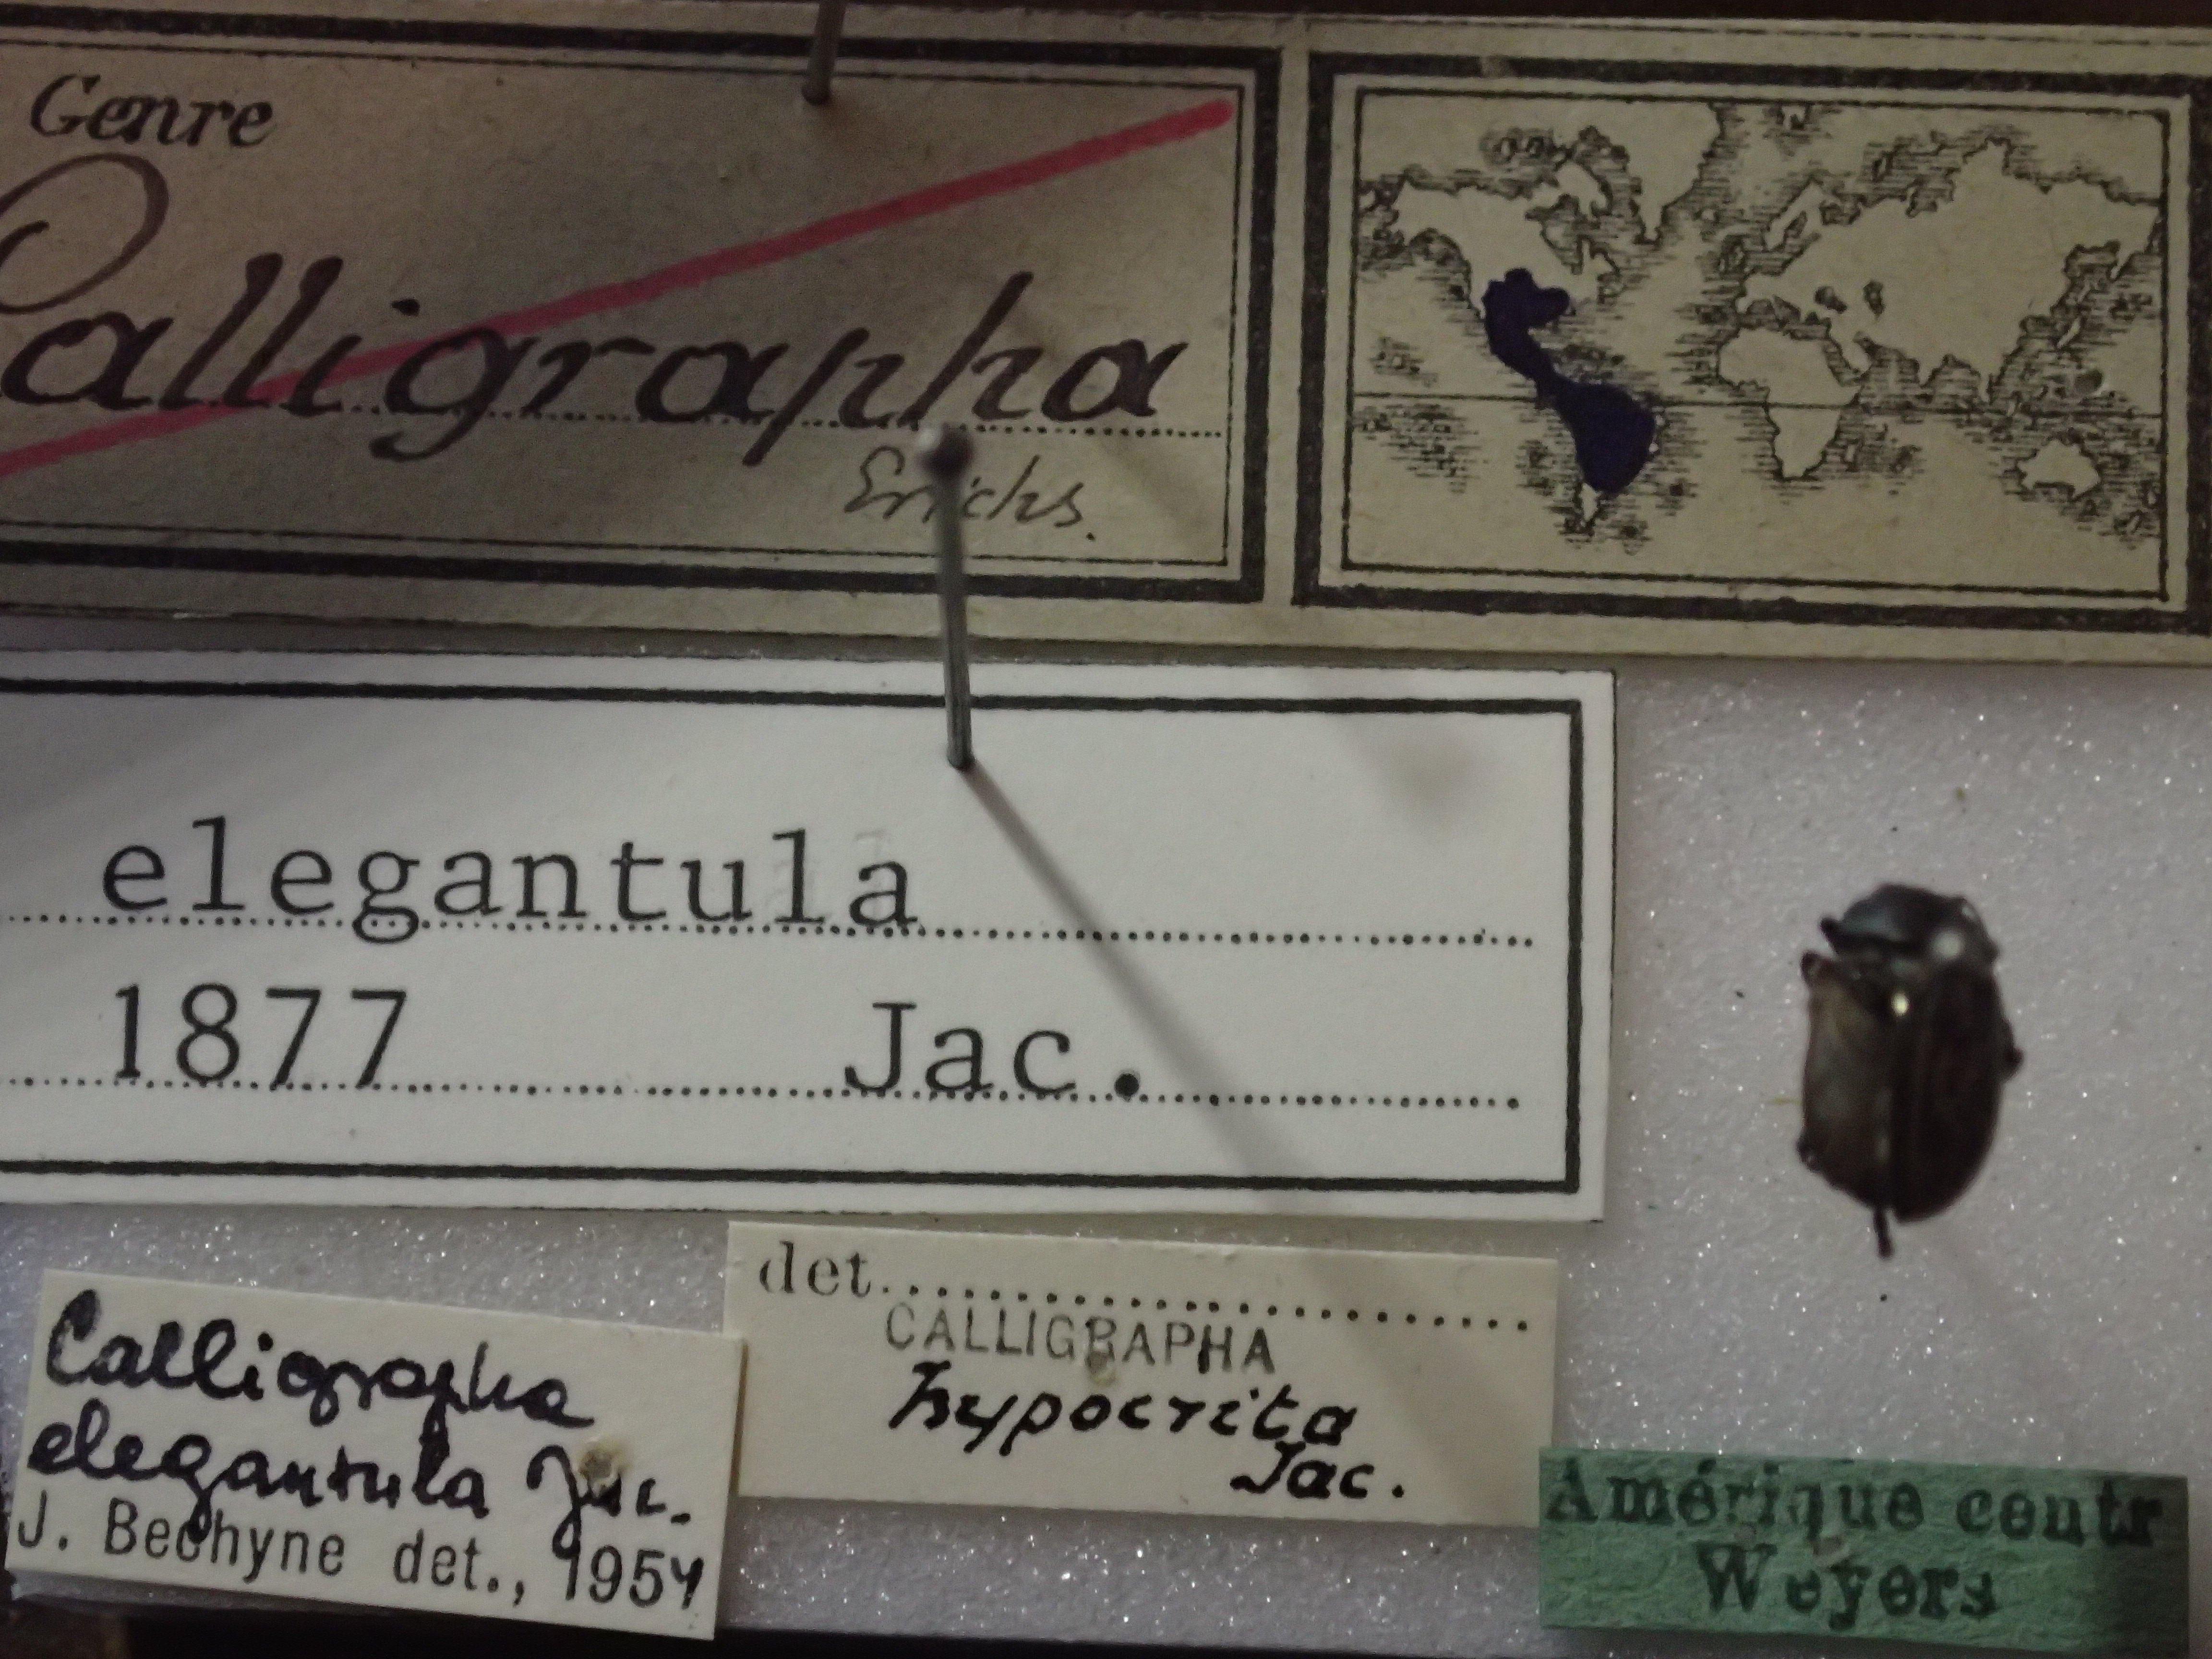 Genre
Calligrapha
Erichs.
elegantula
1877 Jac.
Calligrapha
elegantula Jac.
J. Bechyne det., 1954
det.
CALLIGRAPHA
hypocrita
Jac.
Amérique centr
Weyers